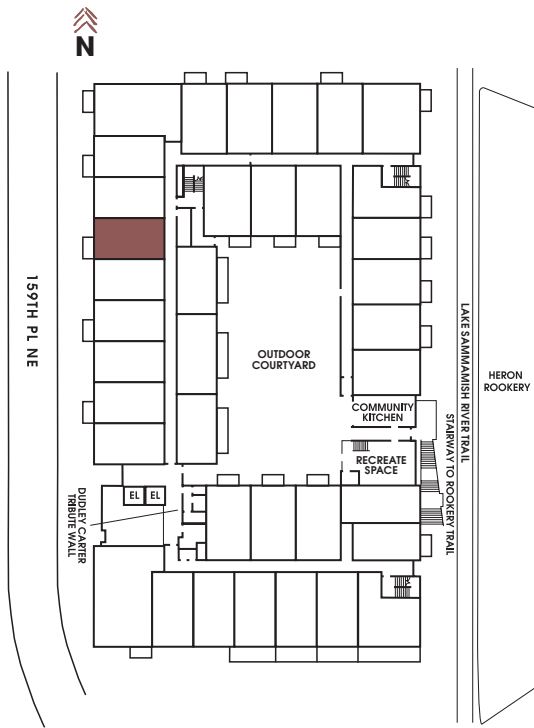 N
159TH PL NE
OUTDOOR
COURTYARD
LAKE SAMMAMISH RIVER TRAIL
HERON
ROOKERY
COMMUNITY
KITCHEN
RECREATE
SPACE
STAIRWAY TO ROOKERY TRAIL
EL EL
DUDLEY CARTER
TRIBUTE WALL